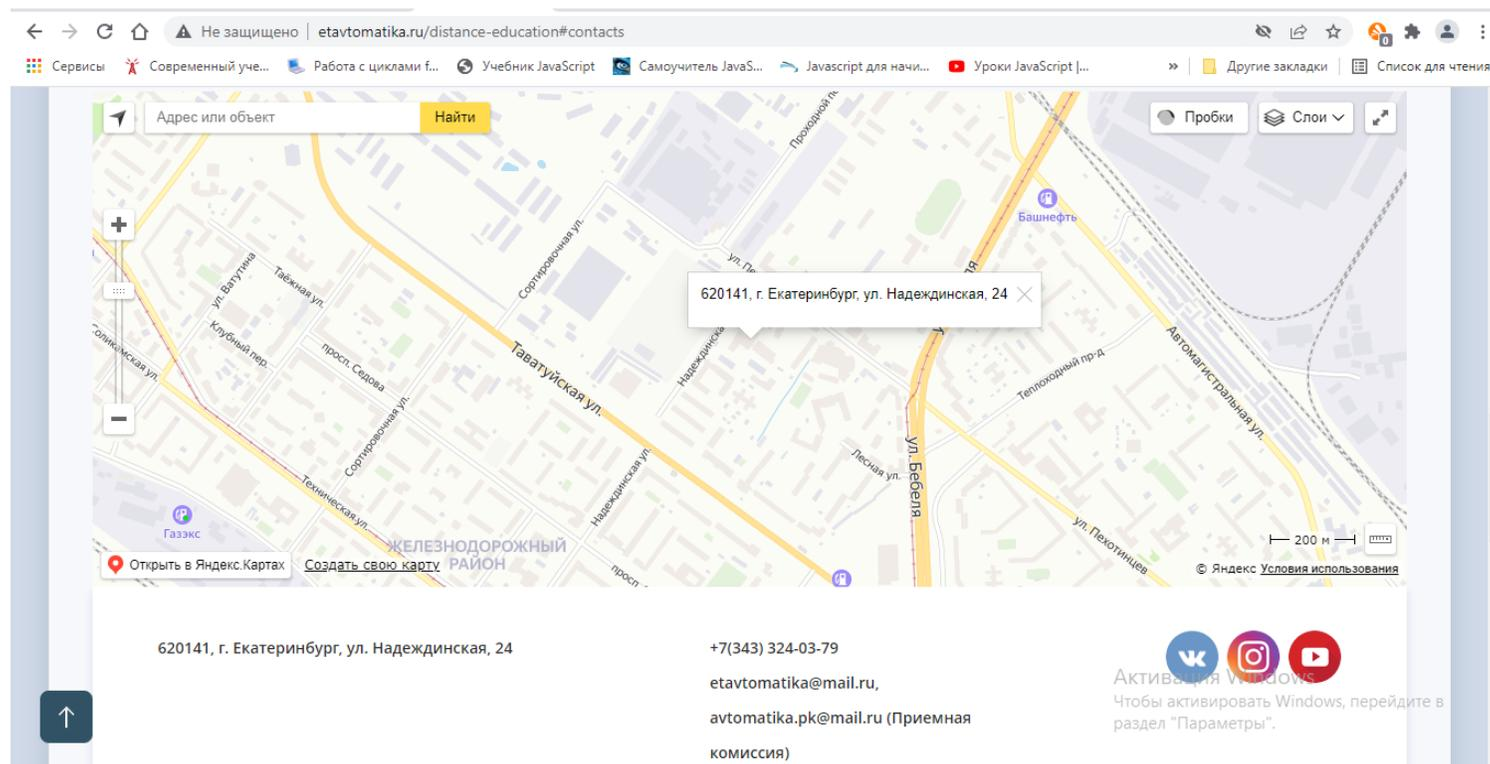 Не защищено | etavtomatika.ru/distance-education#contacts
Сервисы Современный уче... Работа с циклами f... Учебник JavaScript Самоучитель JavaS... Javascript для начи... Уроки JavaScript |... » Другие закладки Список для чтения
0
Адрес или объект Найти Пробки Слои
Проходной п
Башнефть
Сортировочная ул.
ул. Ватутина
Таёжная ул.
ул. Пе
620141, г. Екатеринбург, ул. Надеждинская, 24
Соликамская ул.
Клубный пер.
просп. Седова
Таватуйская ул.
Надеждинска
Теплоходный пр-д
Автомагистральная ул.
Сортировочная ул.
Техническая ул.
Надеждинская ул.
Лесная ул.
ул. Бебеля
ул. Пехотинцев
Газэкс
ЖЕЛЕЗНОДОРОЖНЫЙ
РАЙОН
просп.
200 м
Открыть в Яндекс.Картах Создать свою карту © Яндекс Условия использования
620141, г. Екатеринбург, ул. Надеждинская, 24
+7(343) 324-03-79
etavtomatika@mail.ru,
avtomatika.pk@mail.ru (Приемная
комиссия)
Активация Windows
Чтобы активировать Windows, перейдите в
раздел "Параметры".